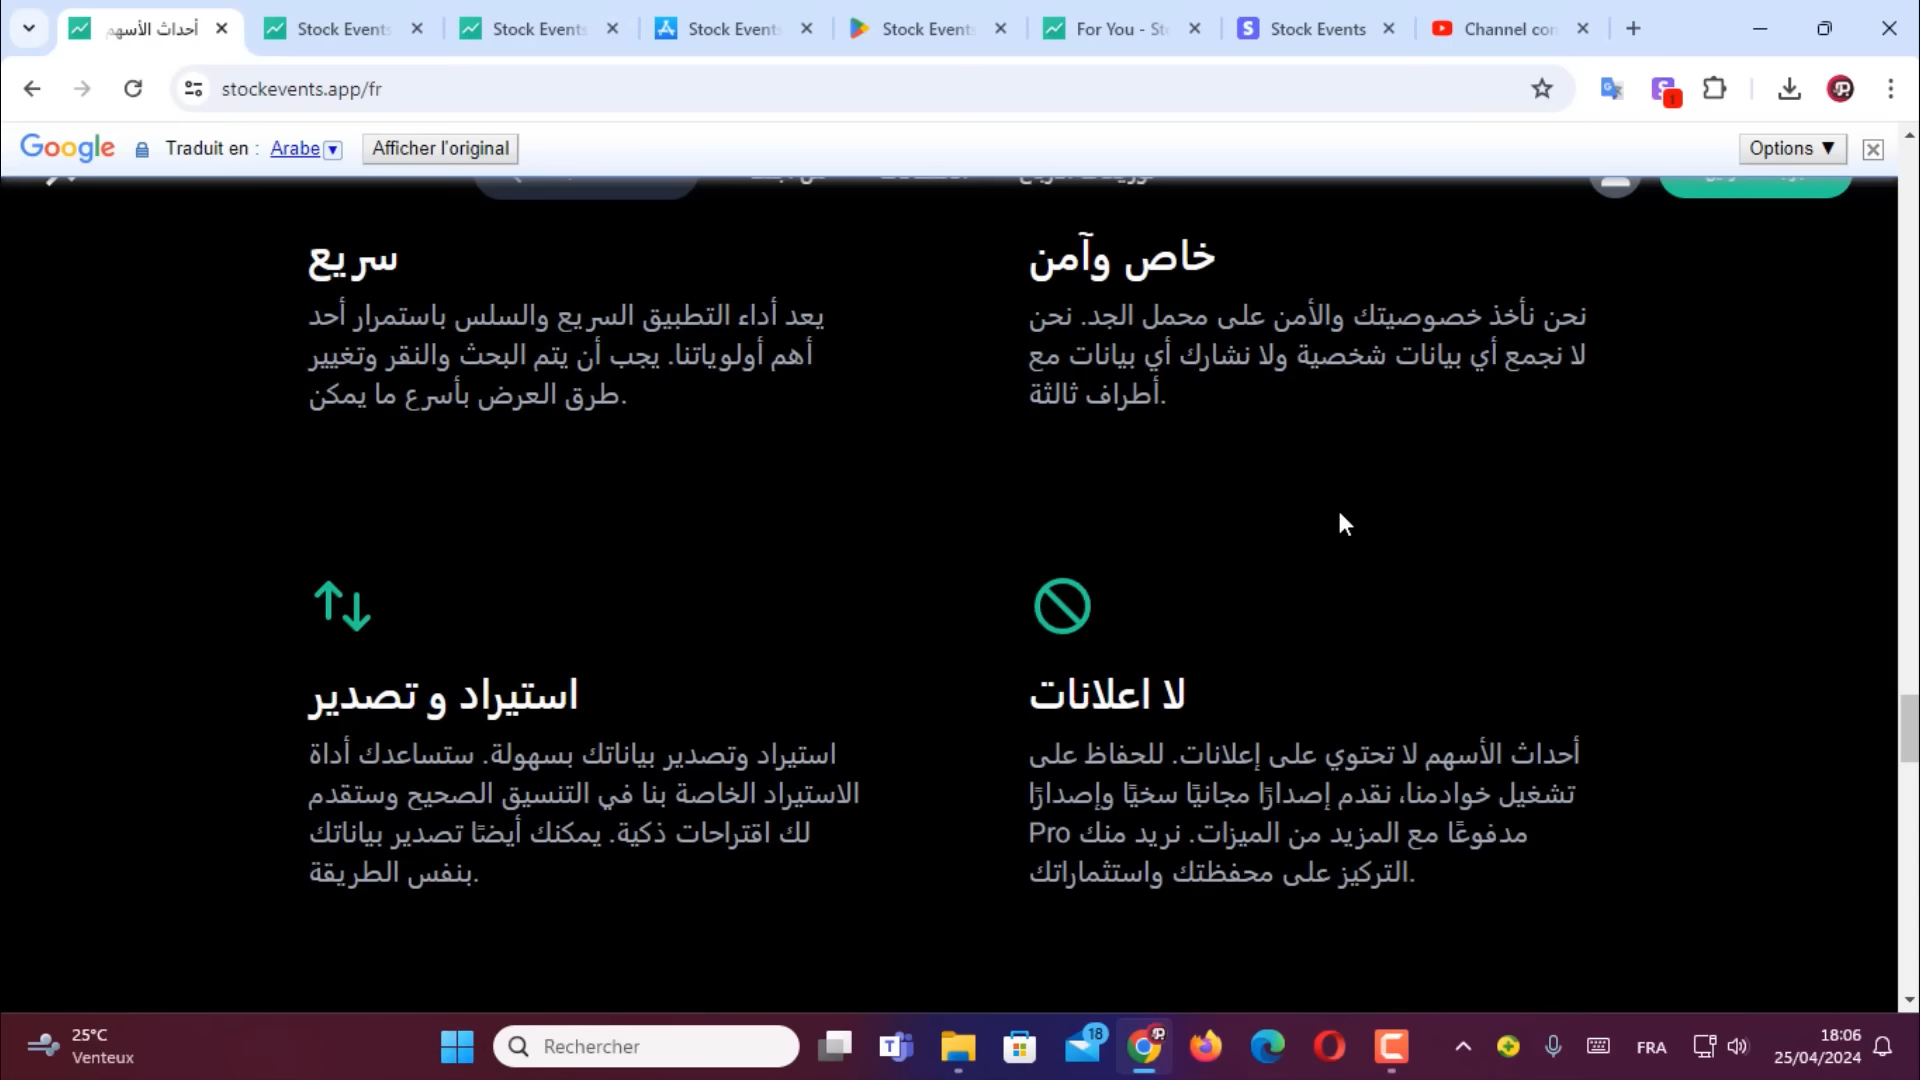 أحداث الأسهم
Stock Events
Stock Events
Stock Events
Stock Events
For You - Sto
Stock Events
Channel con
stockevents.app/fr
1
Google
Traduit en :
Arabe
Afficher l'original
Options ▼
سريع
يعد أداء التطبيق السريع والسلس باستمرار أحد
أهم أولوياتنا. يجب أن يتم البحث والنقر وتغيير
طرق العرض بأسرع ما يمكن.
خاص وآمن
نحن نأخذ خصوصيتك والأمن على محمل الجد. نحن
لا نجمع أي بيانات شخصية ولا نشارك أي بيانات مع
أطراف ثالثة.
استيراد و تصدير
استيراد وتصدير بياناتك بسهولة. ستساعدك أداة
الاستيراد الخاصة بنا في التنسيق الصحيح وستقدم
لك اقتراحات ذكية. يمكنك أيضًا تصدير بياناتك
بنفس الطريقة.
لا اعلانات
أحداث الأسهم لا تحتوي على إعلانات. للحفاظ على
تشغيل خوادمنا، نقدم إصدارًا مجانيًا سخيًا وإصدارًا
Pro مدفوعًا مع المزيد من الميزات. نريد منك
التركيز على محفظتك واستثماراتك.
25°C
Venteux
Rechercher
18
FRA
18:06
25/04/2024